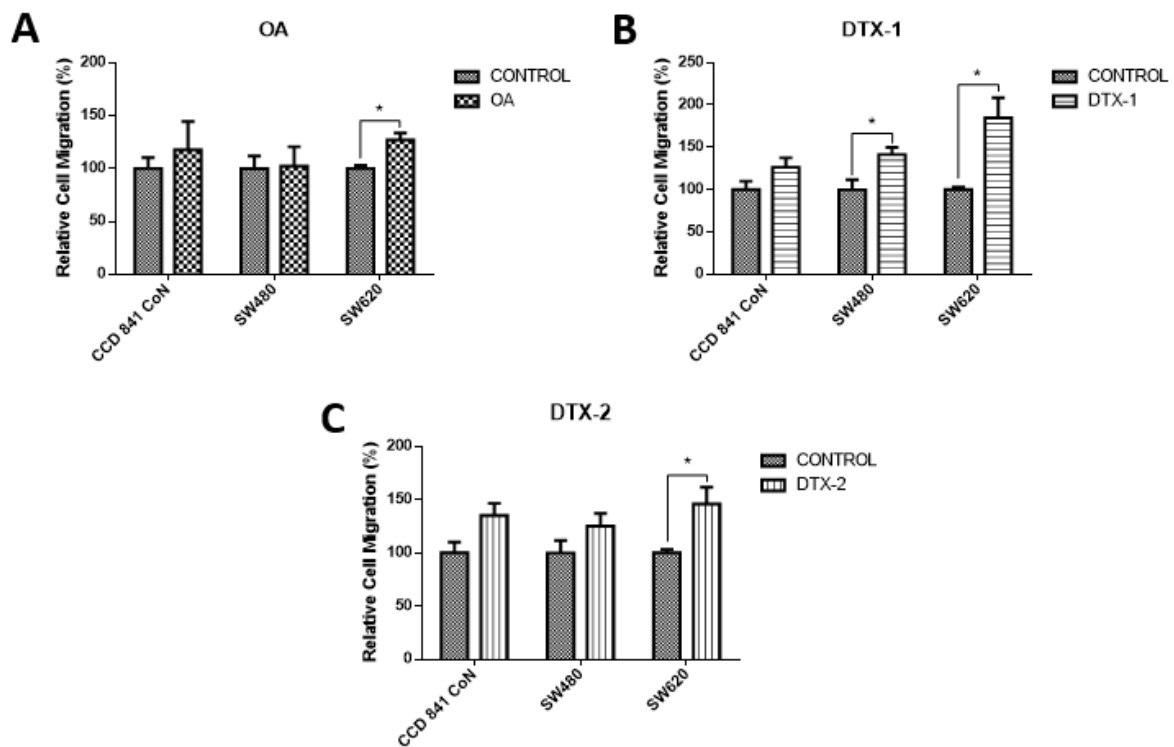 A
OA
Relative Cell Migration (%)
200
150
100
50
0
CCD 841 CoN
SW480
SW620
*
CONTROL
OA
B
DTX-1
Relative Cell Migration (%)
250
200
150
100
50
0
CCD 841 CoN
SW480
SW620
*
*
CONTROL
DTX-1
C
DTX-2
Relative Cell Migration (%)
200
150
100
50
0
CCD 841 CoN
SW480
SW620
*
CONTROL
DTX-2